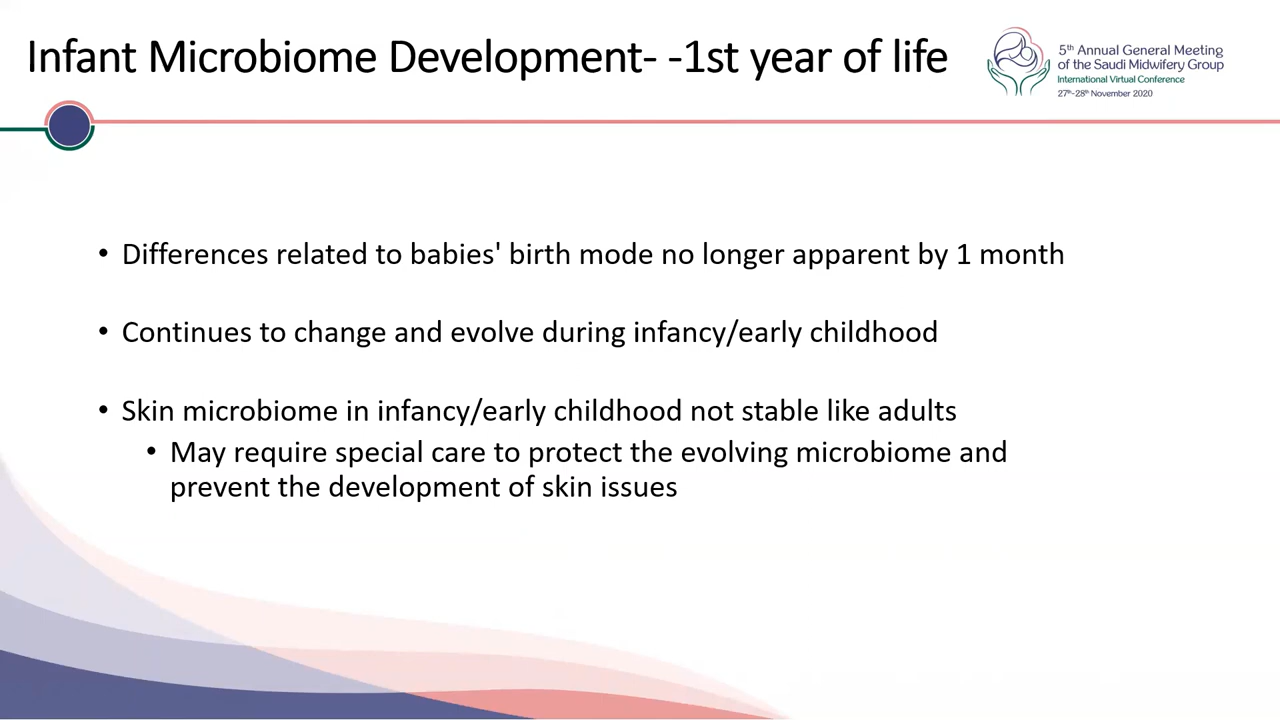 Infant Microbiome Development- -1st year of life
5th Annual General Meeting
of the Saudi Midwifery Group
International Virtual Conference
27th-28th November 2020
• Differences related to babies' birth mode no longer apparent by 1 month
• Continues to change and evolve during infancy/early childhood
• Skin microbiome in infancy/early childhood not stable like adults
• May require special care to protect the evolving microbiome and
prevent the development of skin issues